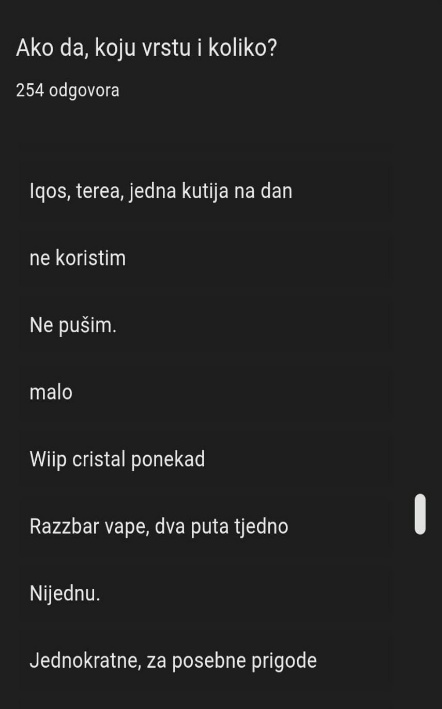 Ako da, koju vrstu i koliko?
254 odgovora
Iqos, terea, jedna kutija na dan
ne koristim
Ne pušim.
malo
Wiip cristal ponekad
Razzbar vape, dva puta tjedno
Nijednu.
Jednokratne, za posebne prigode